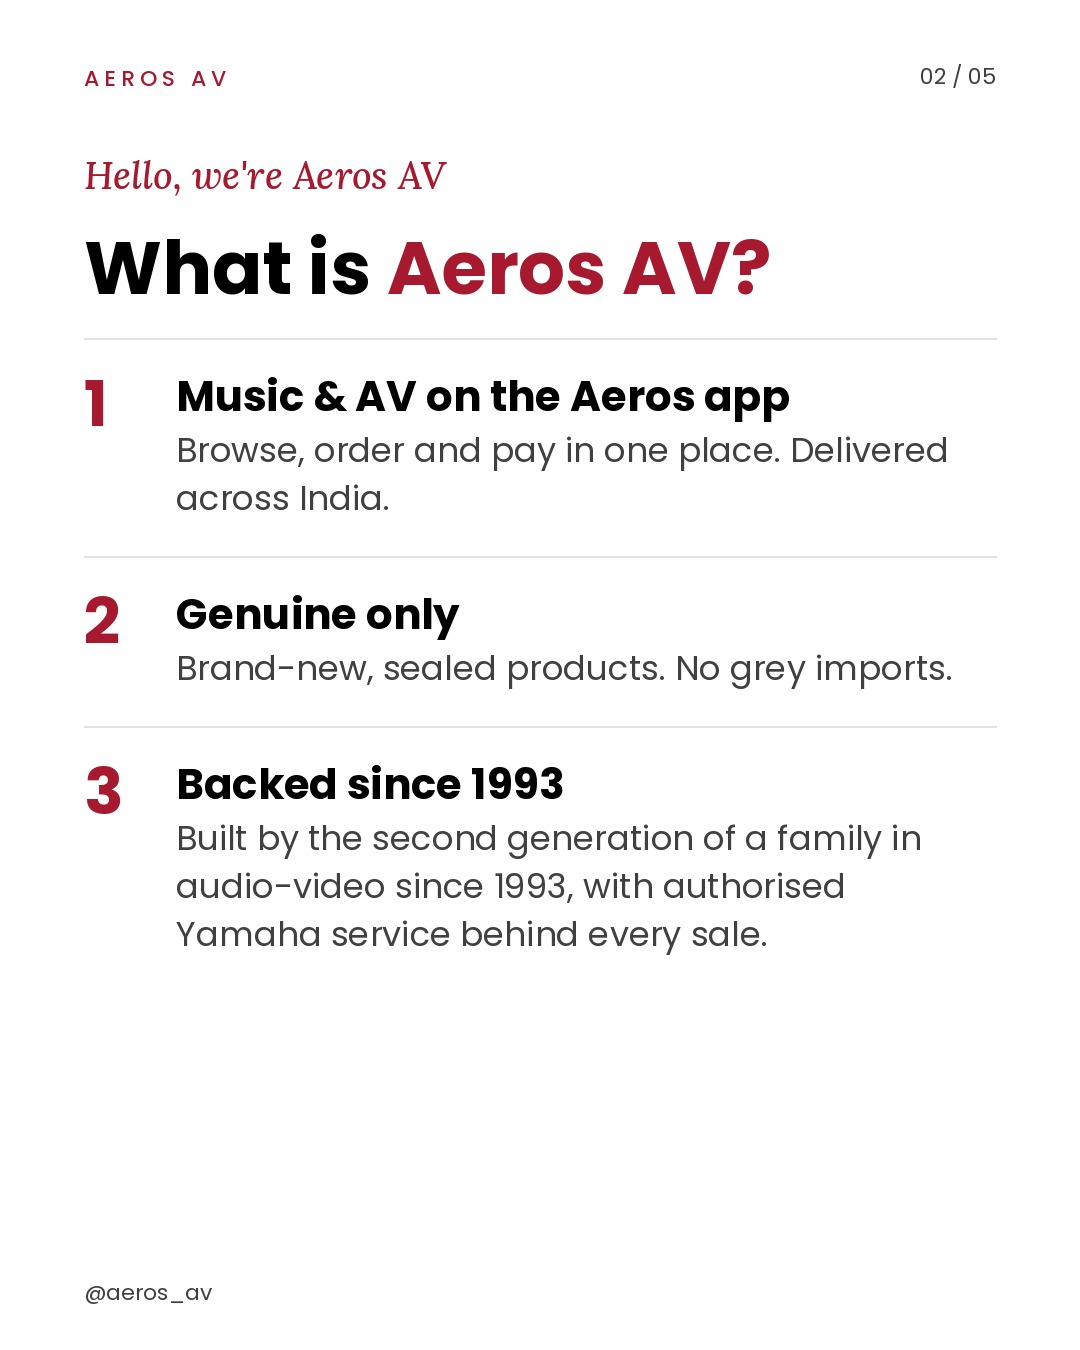 AEROS AV
02 / 05
Hello, we're Aeros AV
What is Aeros AV?
1
Music & AV on the Aeros app
Browse, order and pay in one place. Delivered
across India.
2
Genuine only
Brand-new, sealed products. No grey imports.
3
Backed since 1993
Built by the second generation of a family in
audio-video since 1993, with authorised
Yamaha service behind every sale.
@aeros_av